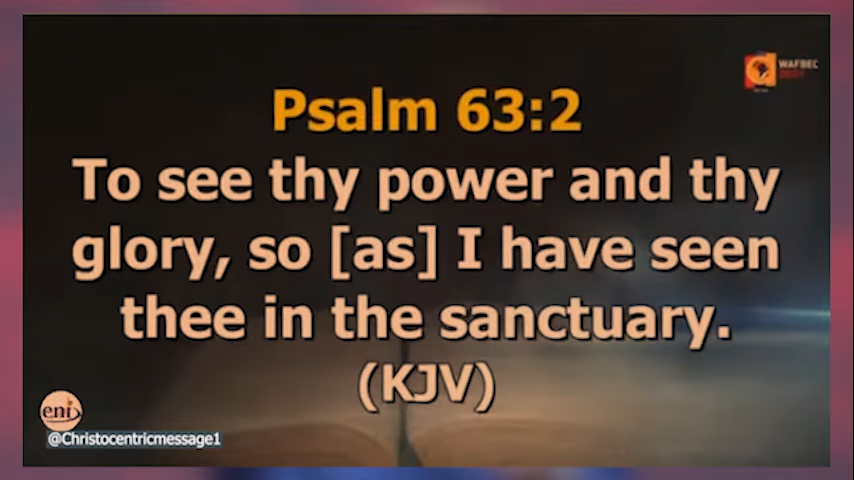 WAFBEC
Psalm 63:2
To see thy power and thy
glory, so [as] I have seen
thee in the sanctuary.
(KJV)
eni
@Christocentricmessage1